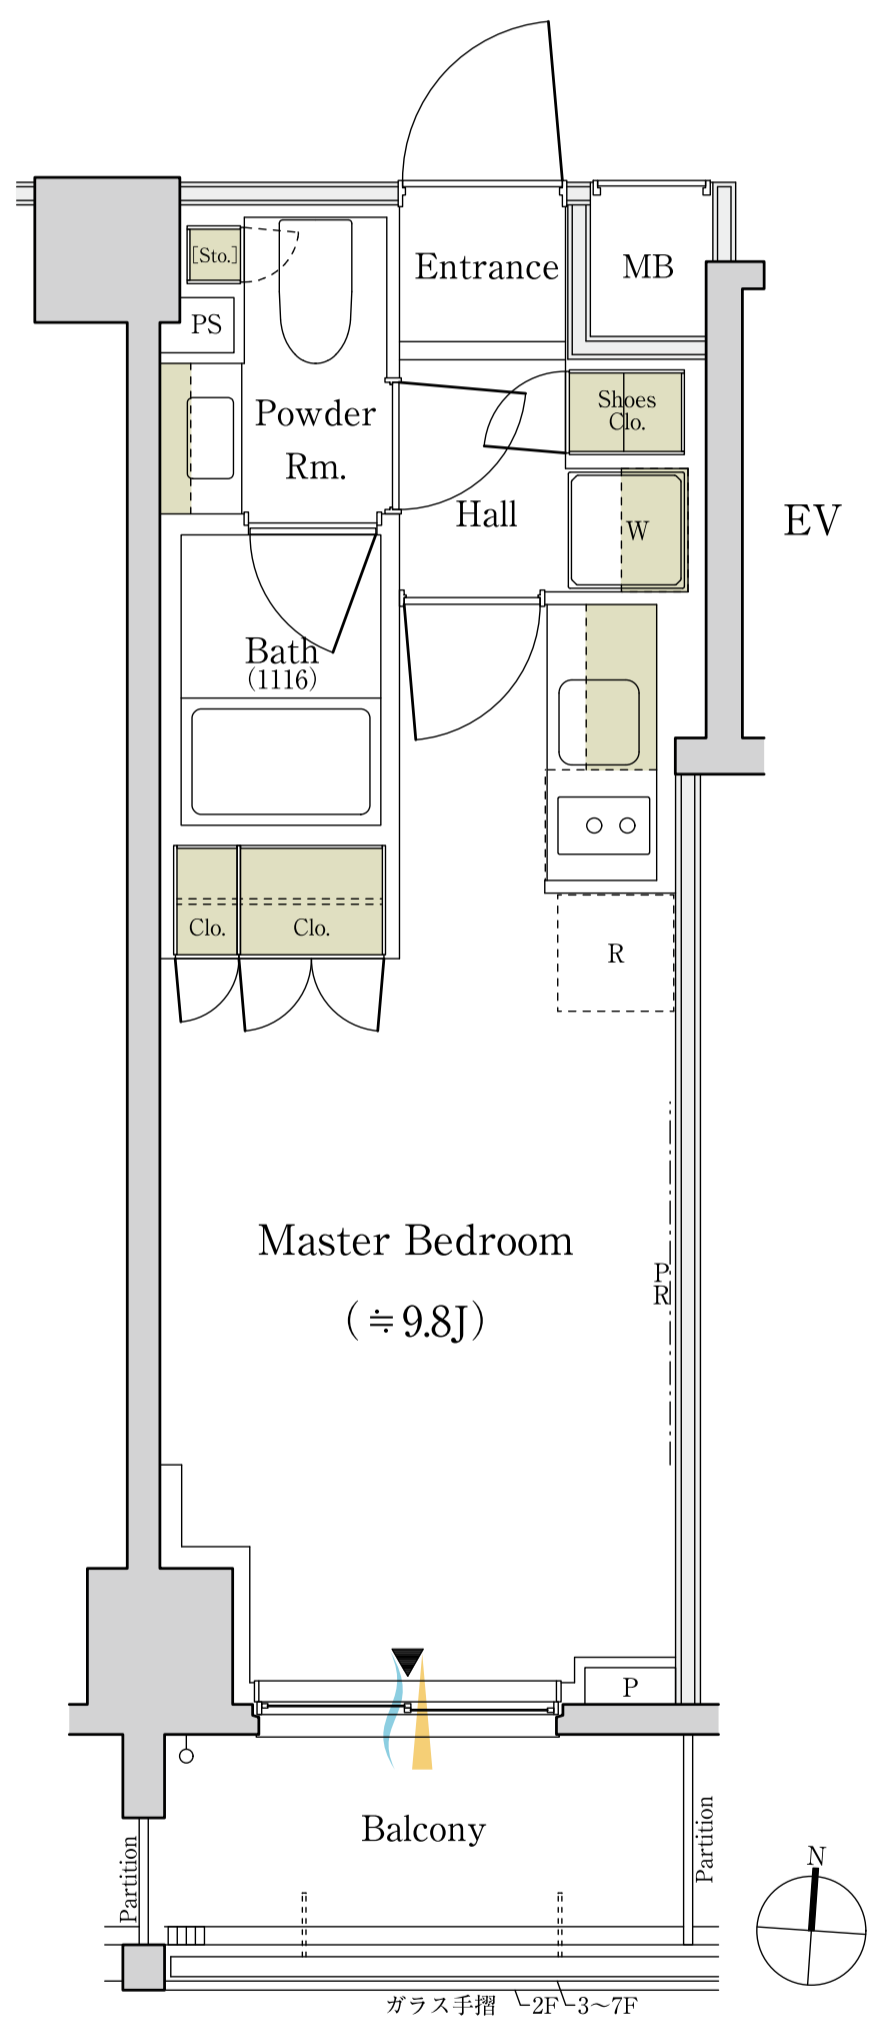 [Sto.]
Entrance
MB
PS
Shoes
Clo.
Powder
Rm.
Hall
W
EV
Bath
(1116)
Clo.
Clo.
R
Master Bedroom
(≒9.8J)
P
R
P
Balcony
Partition
Partition
N
ガラス手摺 2F 3〜7F